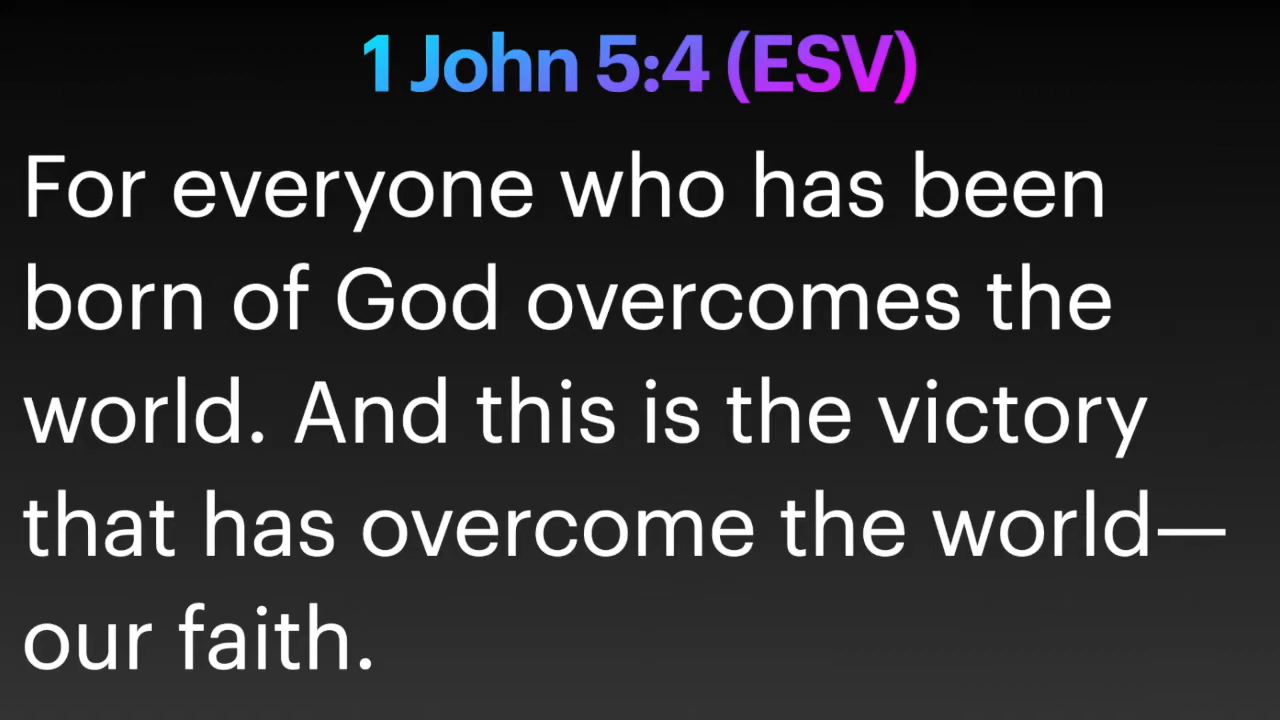 1 John 5:4 (ESV)
For everyone who has been
born of God overcomes the
world. And this is the victory
that has overcome the world—
our faith.